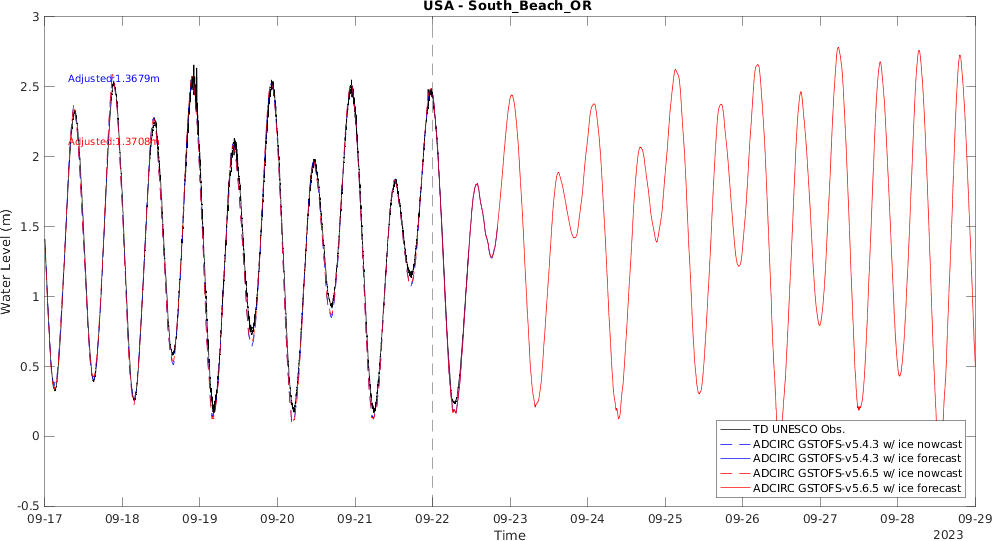 USA - South_Beach_OR
3
2.5
2
1.5
1
0.5
0
-0.5
Water Level (m)
Adjusted:1.3679m
Adjusted:1.3708m
TD UNESCO Obs.
ADCIRC GSTOFS-v5.4.3 w/ ice nowcast
ADCIRC GSTOFS-v5.4.3 w/ ice forecast
ADCIRC GSTOFS-v5.6.5 w/ ice nowcast
ADCIRC GSTOFS-v5.6.5 w/ ice forecast
09-17 09-18 09-19 09-20 09-21 09-22 09-23 09-24 09-25 09-26 09-27 09-28 09-29
Time
2023